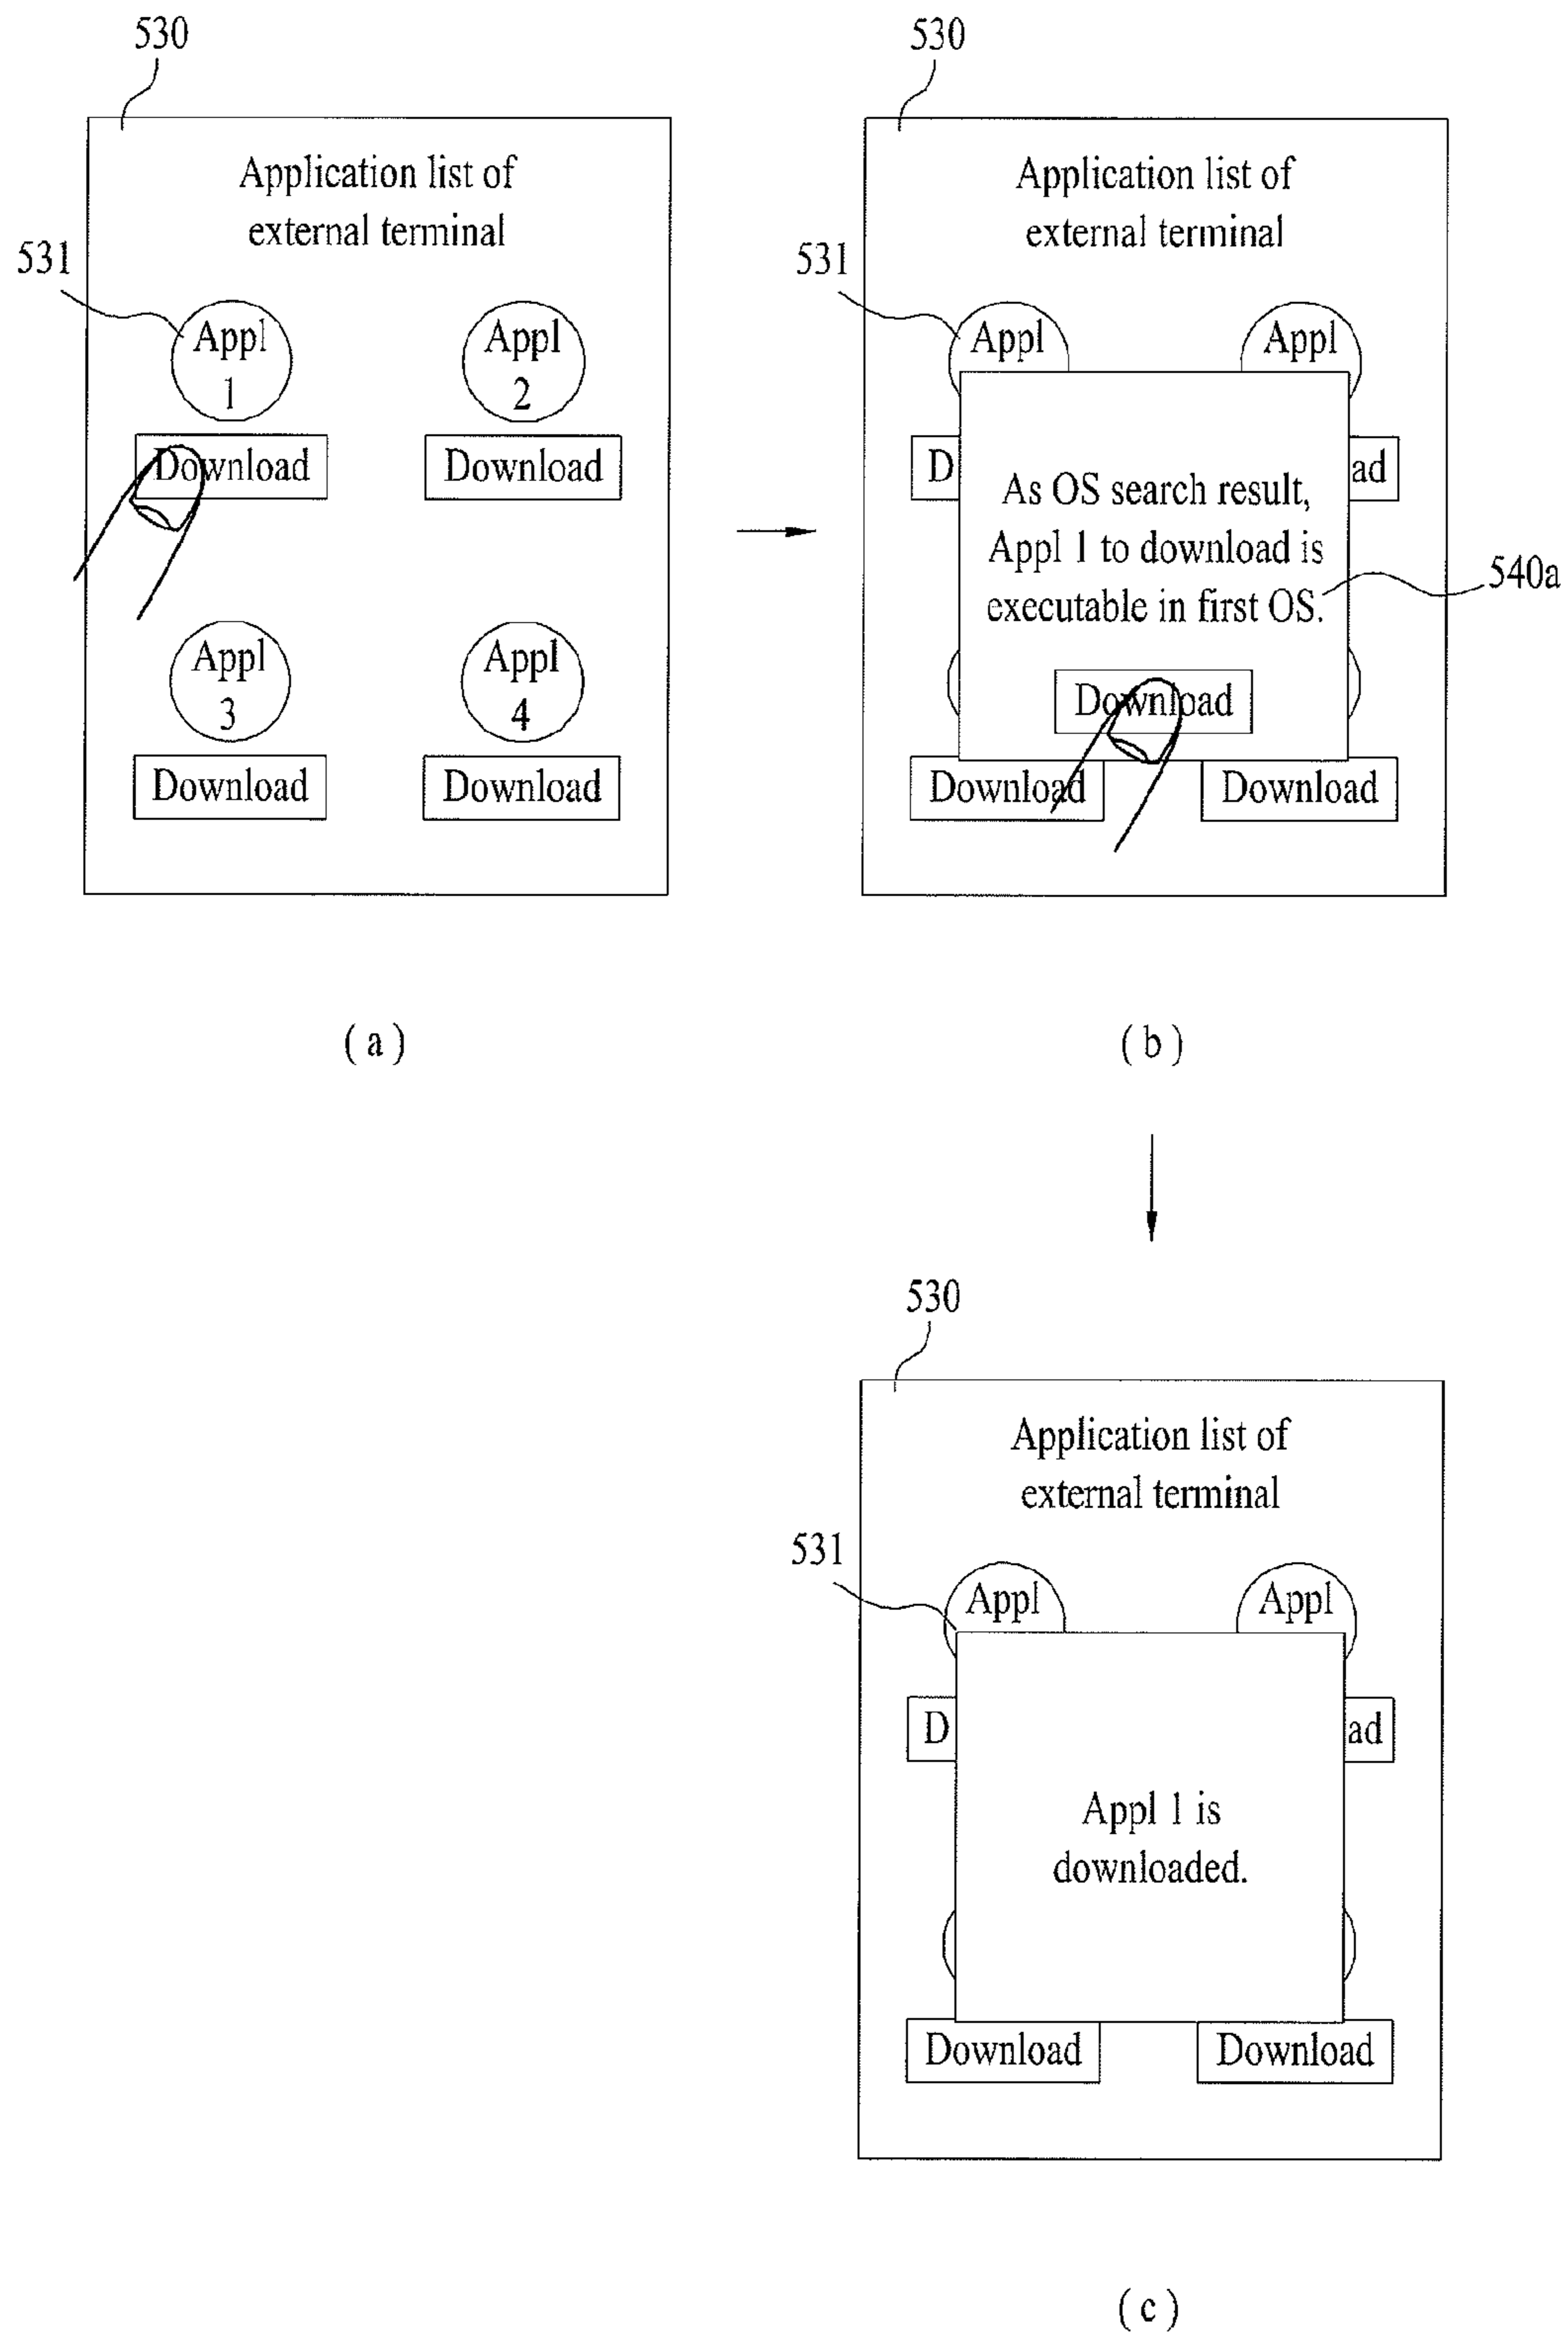 530
Application list of
external terminal
531
Appl
1
Appl
2
Download
Download
Appl
3
Appl
4
Download
Download
(a)
530
Application list of
external terminal
531
Appl
Appl
D
ad
As OS search result,
Appl 1 to download is
executable in first OS.
540a
Download
Download
Download
(b)
530
Application list of
external terminal
531
Appl
Appl
D
ad
Appl 1 is
downloaded.
Download
Download
(c)